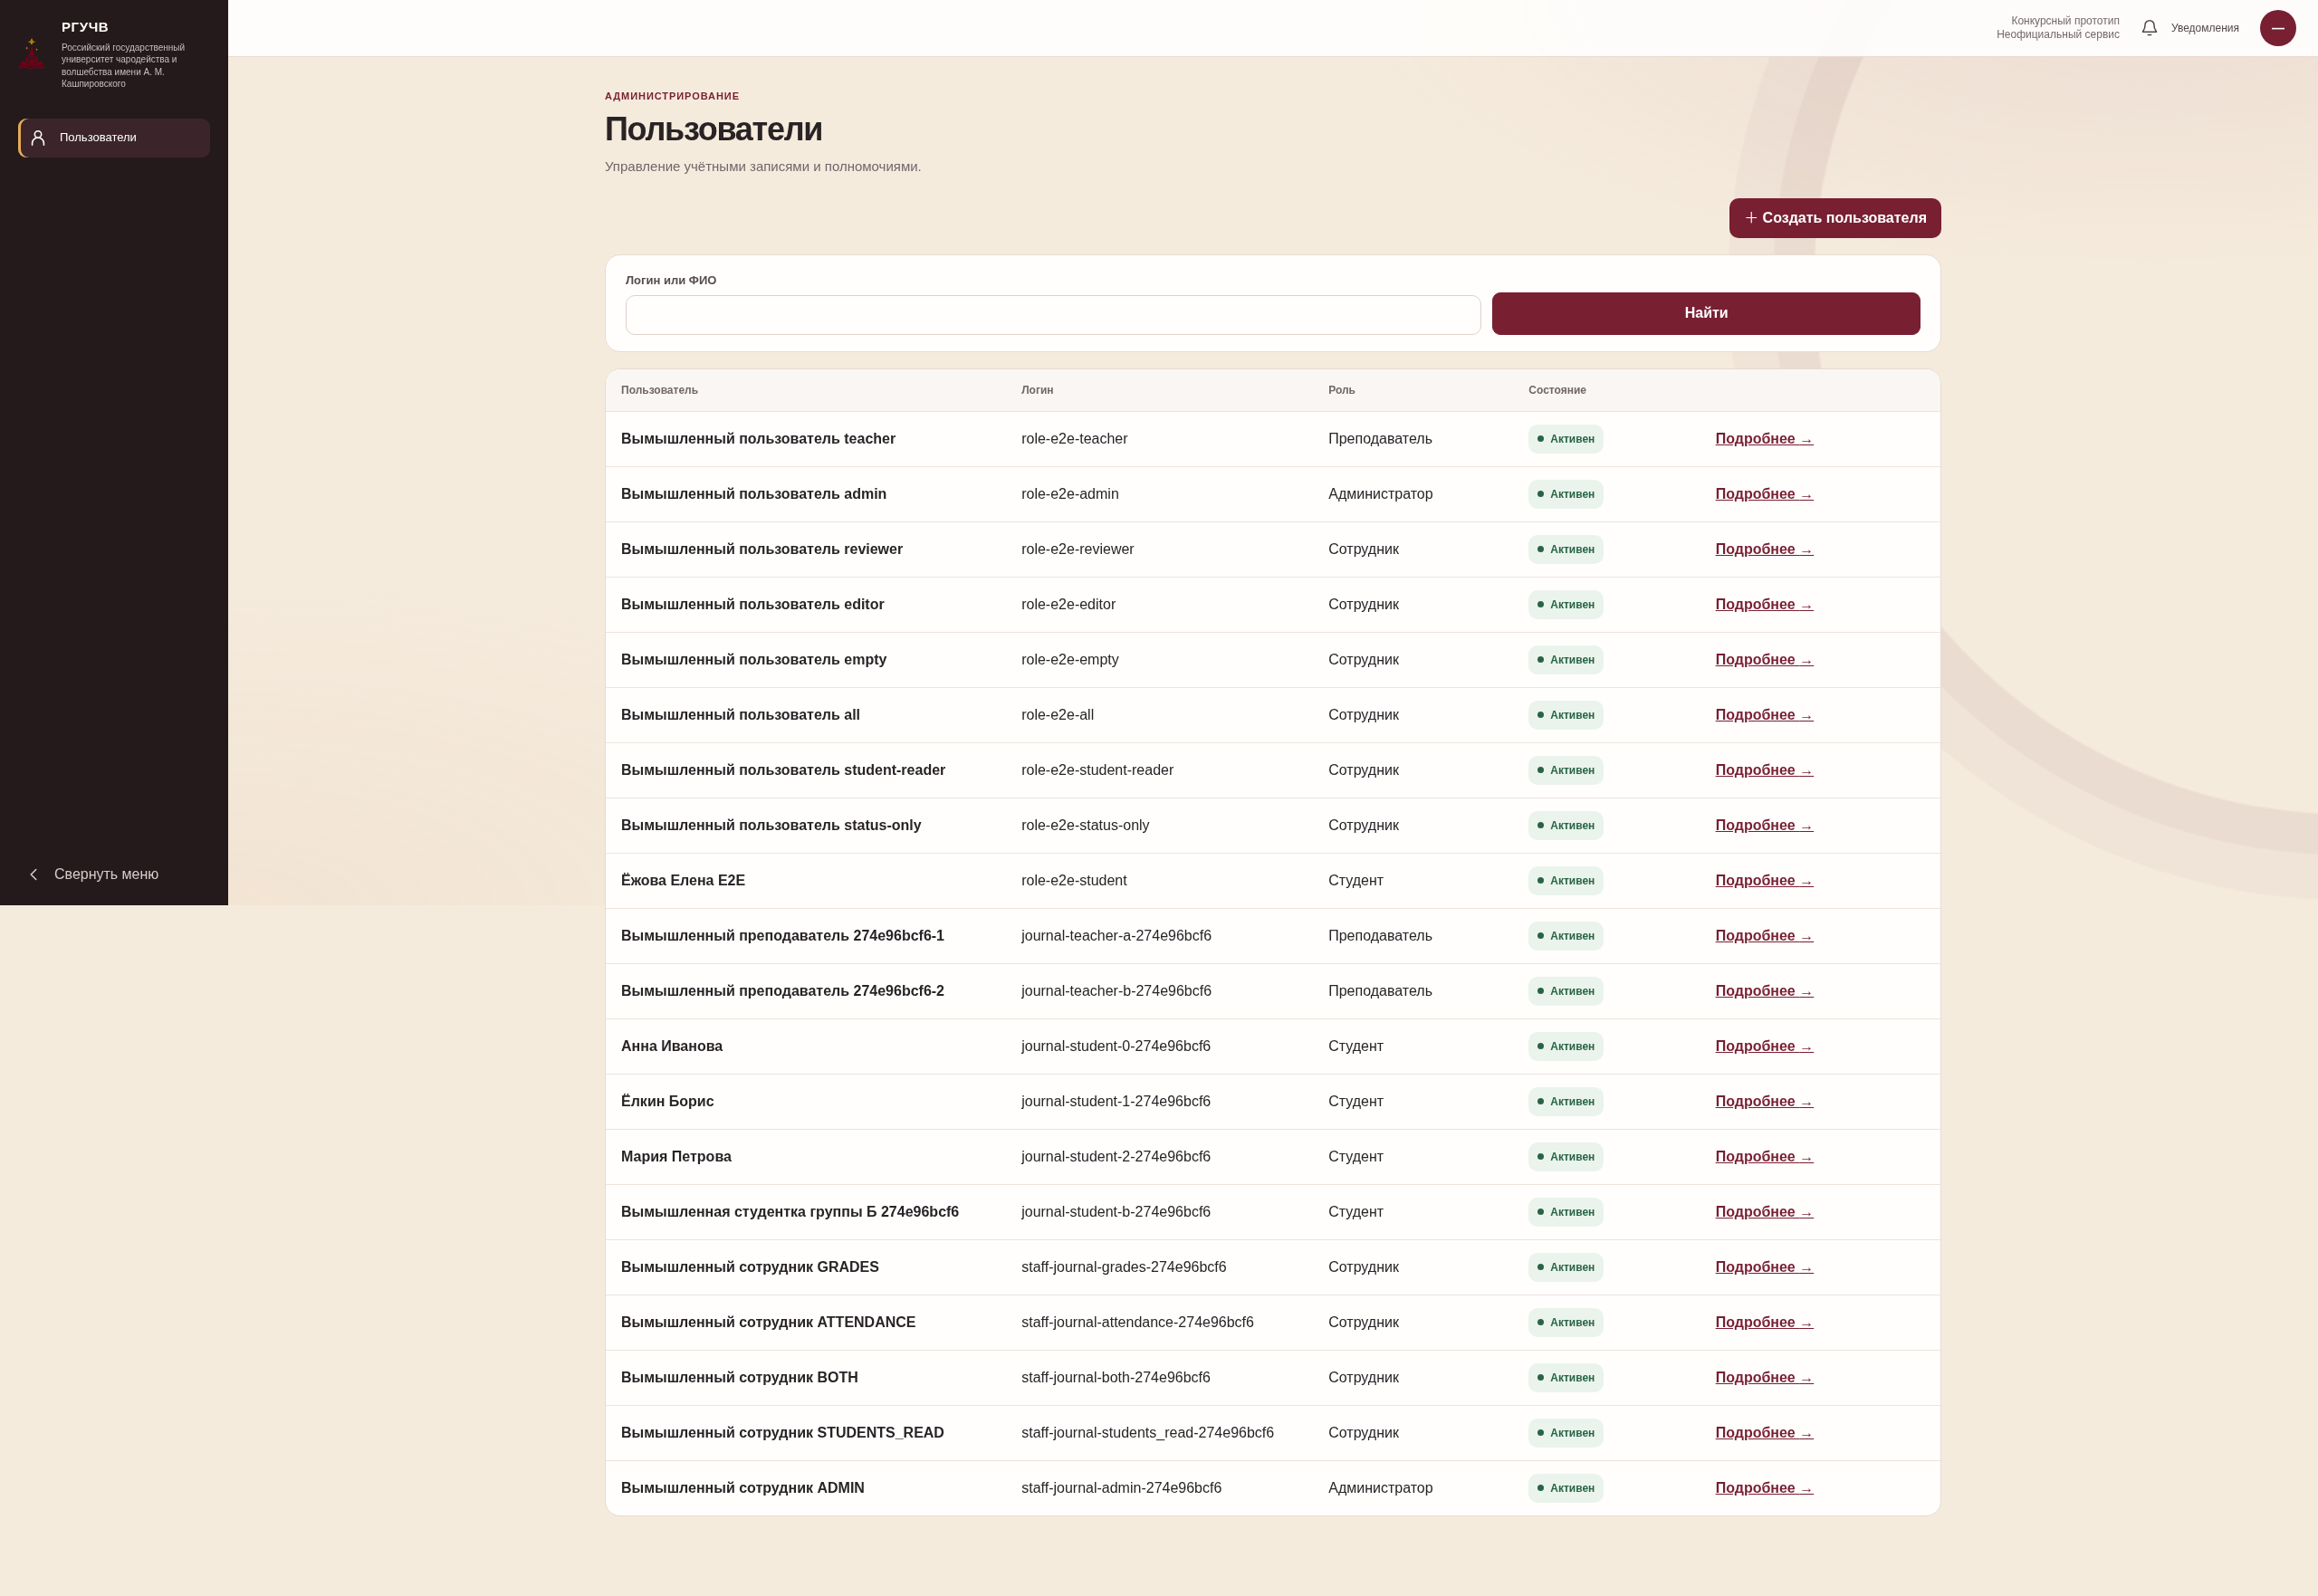 РГУЧВ
Российский государственный
университет чародейства и
волшебства имени А. М.
Кашпировского
Пользователи
Свернуть меню
Конкурсный прототип
Неофициальный сервис
Уведомления
АДМИНИСТРИРОВАНИЕ
Пользователи
Управление учётными записями и полномочиями.
+ Создать пользователя
Логин или ФИО
Найти
Пользователь Логин Роль Состояние
Вымышленный пользователь teacher role-e2e-teacher Преподаватель Активен Подробнее →
Вымышленный пользователь admin role-e2e-admin Администратор Активен Подробнее →
Вымышленный пользователь reviewer role-e2e-reviewer Сотрудник Активен Подробнее →
Вымышленный пользователь editor role-e2e-editor Сотрудник Активен Подробнее →
Вымышленный пользователь empty role-e2e-empty Сотрудник Активен Подробнее →
Вымышленный пользователь all role-e2e-all Сотрудник Активен Подробнее →
Вымышленный пользователь student-reader role-e2e-student-reader Сотрудник Активен Подробнее →
Вымышленный пользователь status-only role-e2e-status-only Сотрудник Активен Подробнее →
Ёжова Елена E2E role-e2e-student Студент Активен Подробнее →
Вымышленный преподаватель 274e96bcf6-1 journal-teacher-a-274e96bcf6 Преподаватель Активен Подробнее →
Вымышленный преподаватель 274e96bcf6-2 journal-teacher-b-274e96bcf6 Преподаватель Активен Подробнее →
Анна Иванова journal-student-0-274e96bcf6 Студент Активен Подробнее →
Ёлкин Борис journal-student-1-274e96bcf6 Студент Активен Подробнее →
Мария Петрова journal-student-2-274e96bcf6 Студент Активен Подробнее →
Вымышленная студентка группы Б 274e96bcf6 journal-student-b-274e96bcf6 Студент Активен Подробнее →
Вымышленный сотрудник GRADES staff-journal-grades-274e96bcf6 Сотрудник Активен Подробнее →
Вымышленный сотрудник ATTENDANCE staff-journal-attendance-274e96bcf6 Сотрудник Активен Подробнее →
Вымышленный сотрудник BOTH staff-journal-both-274e96bcf6 Сотрудник Активен Подробнее →
Вымышленный сотрудник STUDENTS_READ staff-journal-students_read-274e96bcf6 Сотрудник Активен Подробнее →
Вымышленный сотрудник ADMIN staff-journal-admin-274e96bcf6 Администратор Активен Подробнее →